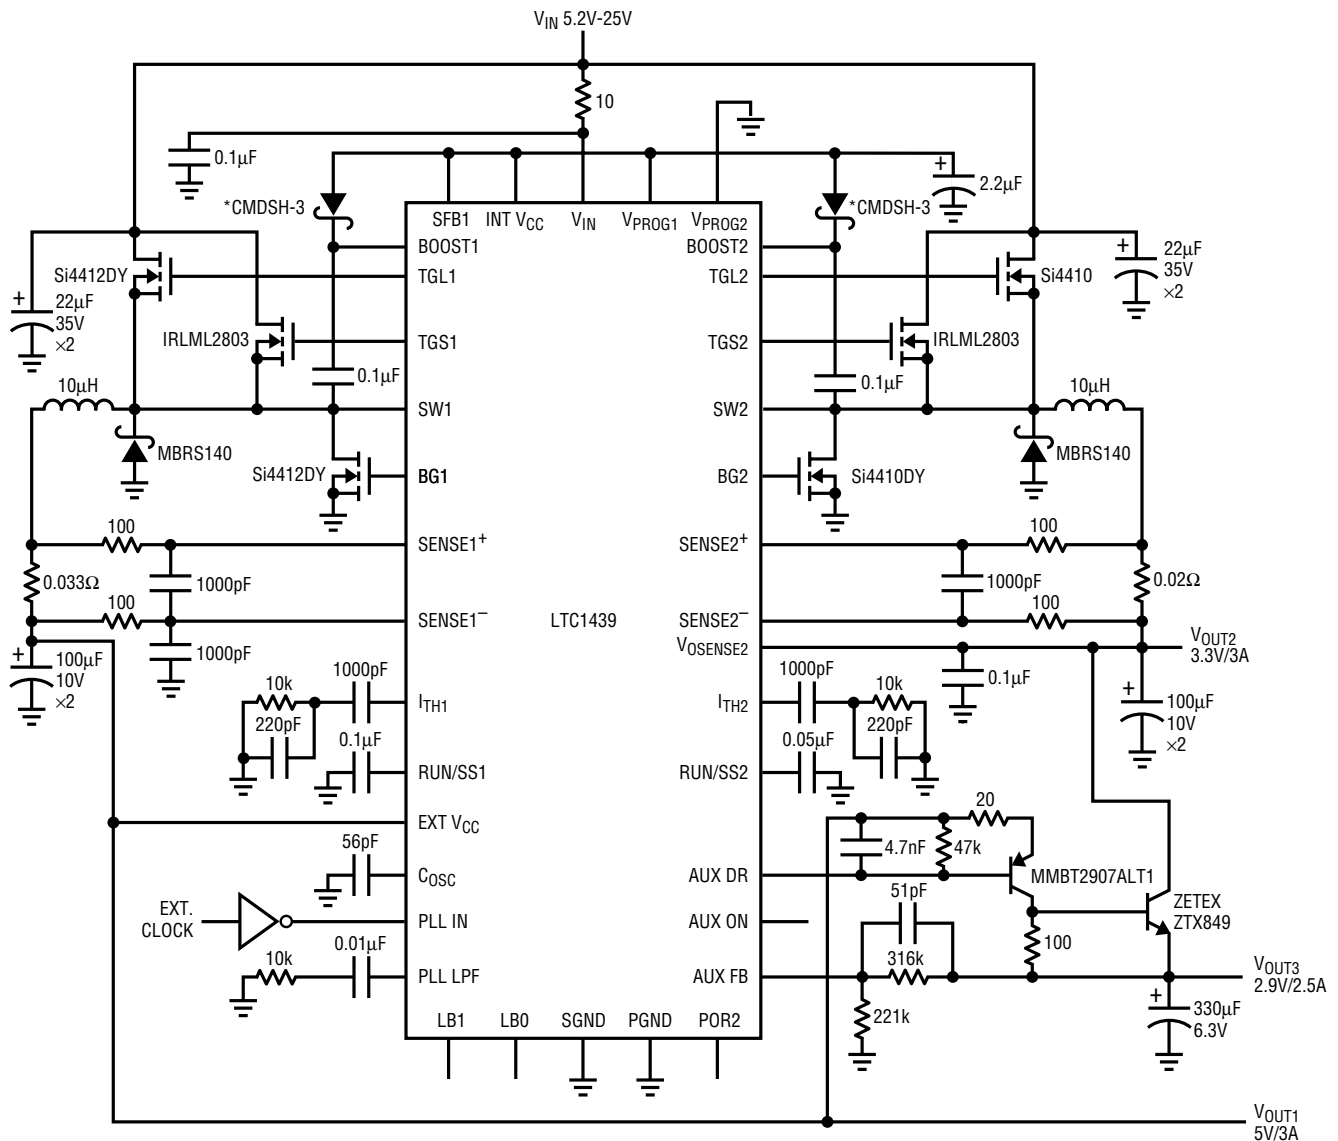 V_IN 5.2V-25V
10
0.1µF
+
2.2µF
*CMDSH-3
*CMDSH-3
SFB1
INT V_CC
V_IN
V_PROG1
V_PROG2
BOOST1
BOOST2
Si4412DY
TGL1
TGL2
Si4410
+
22µF
35V
×2
+
22µF
35V
×2
IRLML2803
TGS1
TGS2
IRLML2803
0.1µF
0.1µF
10µH
SW1
SW2
10µH
MBRS140
Si4412DY
BG1
BG2
Si4410DY
MBRS140
100
SENSE1+
SENSE2+
100
0.033Ω
1000pF
1000pF
0.02Ω
100
SENSE1–
LTC1439
SENSE2–
100
1000pF
V_OSENSE2
V_OUT2
3.3V/3A
+
100µF
10V
×2
0.1µF
+
100µF
10V
×2
10k
1000pF
I_TH1
I_TH2
1000pF
10k
220pF
0.1µF
RUN/SS1
RUN/SS2
0.05µF
220pF
EXT V_CC
20
4.7nF
47k
56pF
C_OSC
AUX DR
MMBT2907ALT1
51pF
EXT.
CLOCK
PLL IN
AUX ON
ZETEX
ZTX849
10k
0.01µF
PLL LPF
AUX FB
316k
100
V_OUT3
2.9V/2.5A
221k
+
330µF
6.3V
LB1
LB0
SGND
PGND
POR2
V_OUT1
5V/3A